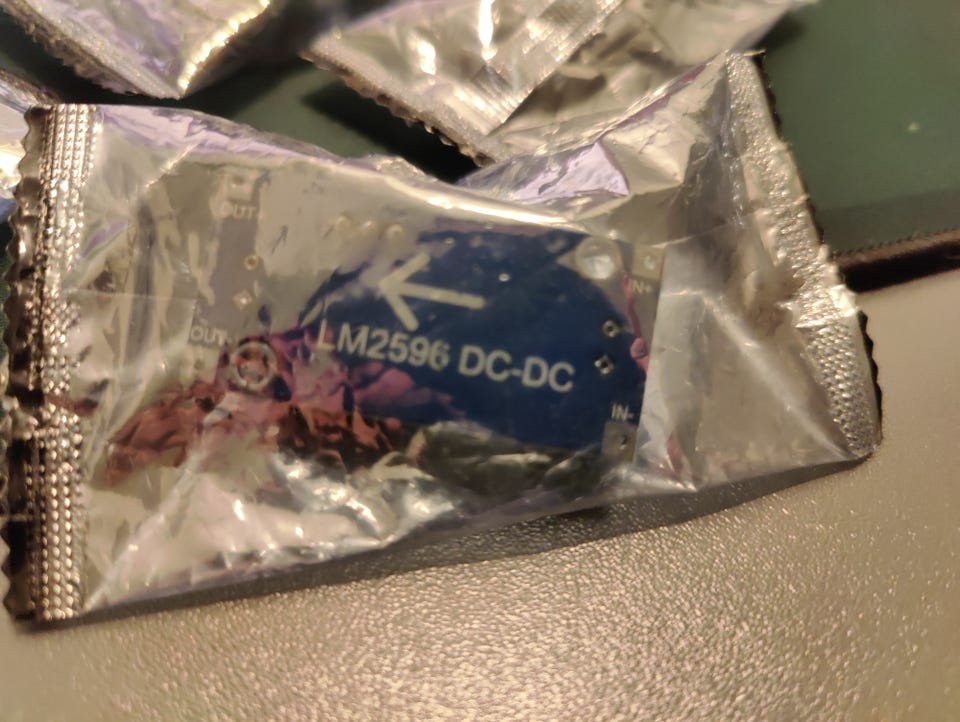 OUT+
IN+
OUT-
LM2596 DC-DC
IN-